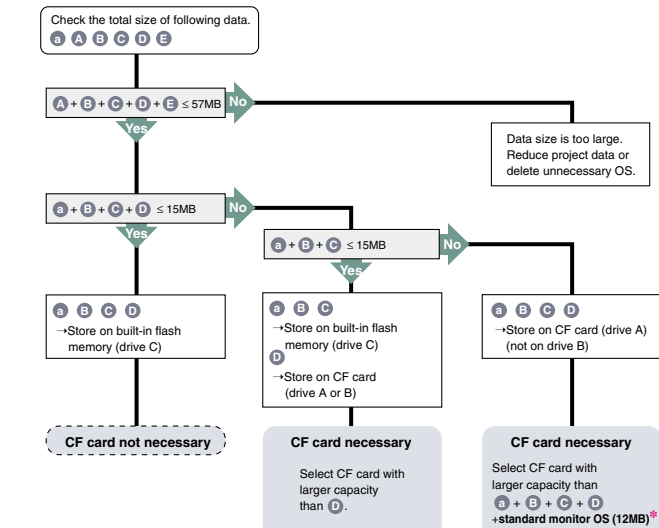 Check the total size of following data.
a A B C D E
A + B + C + D + E ≤ 57MB
No
Yes
Data size is too large.
Reduce project data or
delete unnecessary OS.
a + B + C + D ≤ 15MB
No
Yes
a + B + C ≤ 15MB
No
Yes
a B C D
→Store on built-in flash
memory (drive C)
a B C
→Store on built-in flash
memory (drive C)
D
→Store on CF card
(drive A or B)
a B C D
→Store on CF card (drive A)
(not on drive B)
CF card not necessary
CF card necessary
Select CF card with
larger capacity
than D.
CF card necessary
Select CF card with
larger capacity than
a + B + C + D
+standard monitor OS (12MB)*